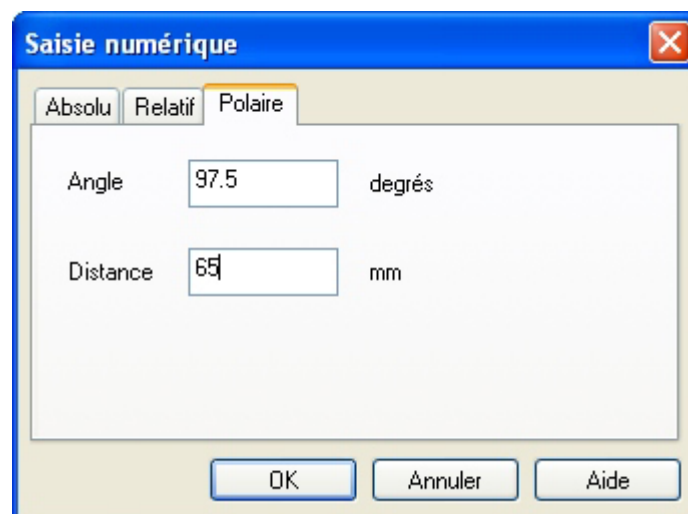 Saisie numérique
Absolu Relatif Polaire
Angle 97.5 degrés
Distance 65 mm
OK Annuler Aide